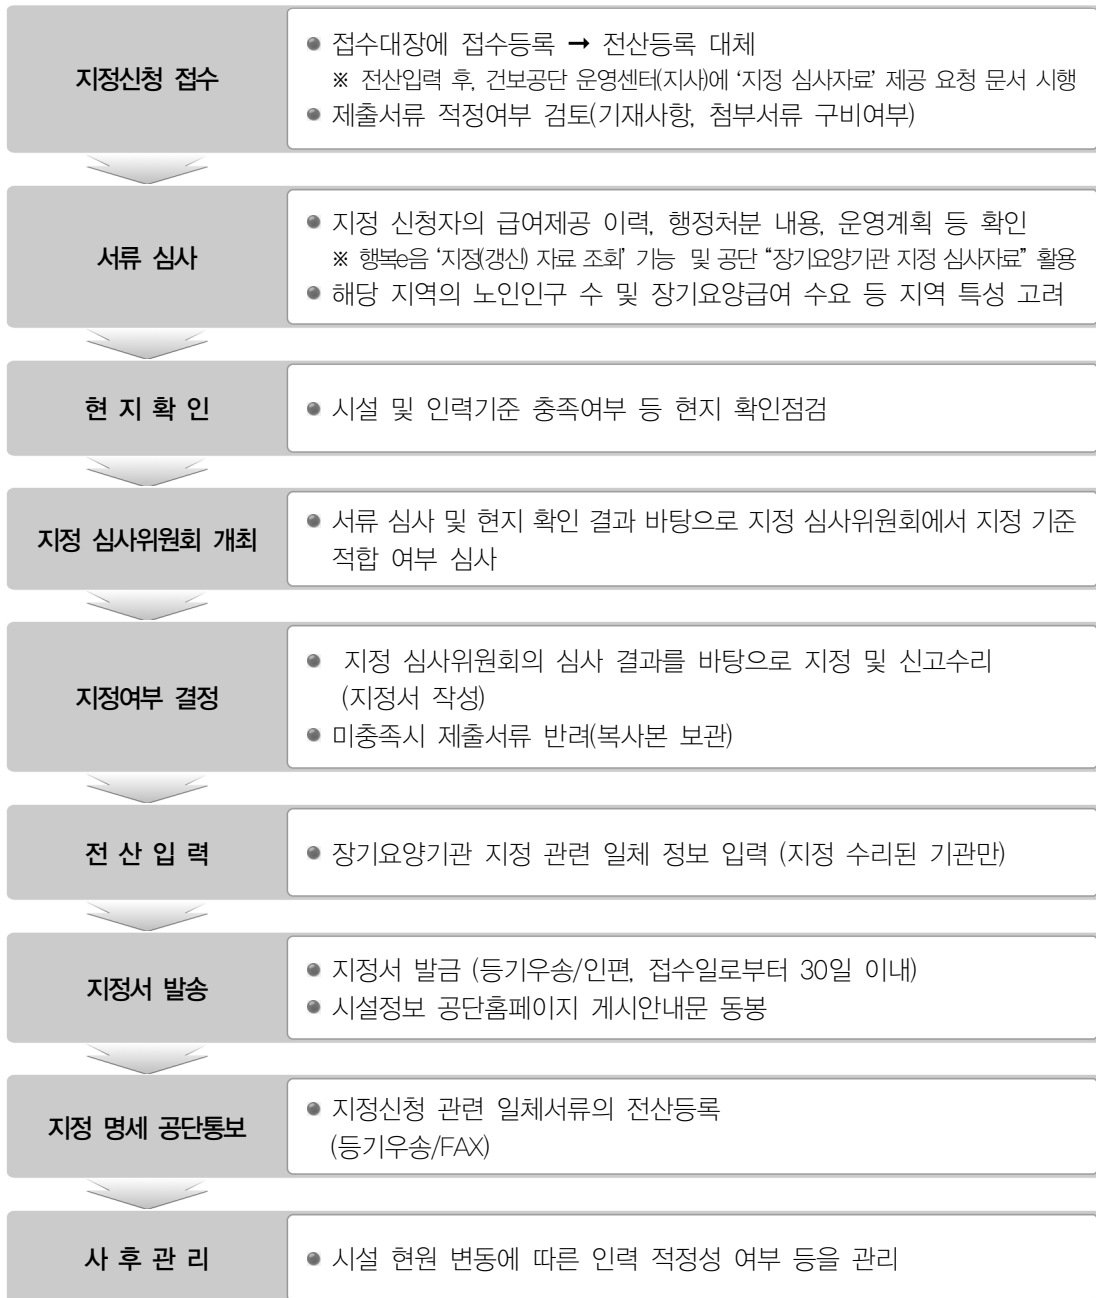 지정신청 접수
● 접수대장에 접수등록 ➞ 전산등록 대체
※ 전산입력 후, 건보공단 운영센터(지사)에 ‘지정 심사자료’ 제공 요청 문서 시행
● 제출서류 적정여부 검토(기재사항, 첨부서류 구비여부)
서류 심사
● 지정 신청자의 급여제공 이력, 행정처분 내용, 운영계획 등 확인
※ 행복e음 ‘지정(갱신) 자료 조회’ 기능 및 공단 “장기요양기관 지정 심사자료” 활용
● 해당 지역의 노인인구 수 및 장기요양급여 수요 등 지역 특성 고려
현 지 확 인
● 시설 및 인력기준 충족여부 등 현지 확인점검
지정 심사위원회 개최
● 서류 심사 및 현지 확인 결과 바탕으로 지정 심사위원회에서 지정 기준
적합 여부 심사
지정여부 결정
● 지정 심사위원회의 심사 결과를 바탕으로 지정 및 신고수리
(지정서 작성)
● 미충족시 제출서류 반려(복사본 보관)
전 산 입 력
● 장기요양기관 지정 관련 일체 정보 입력 (지정 수리된 기관만)
지정서 발송
● 지정서 발금 (등기우송/인편, 접수일로부터 30일 이내)
● 시설정보 공단홈페이지 게시안내문 동봉
지정 명세 공단통보
● 지정신청 관련 일체서류의 전산등록
(등기우송/FAX)
사 후 관 리
● 시설 현원 변동에 따른 인력 적정성 여부 등을 관리